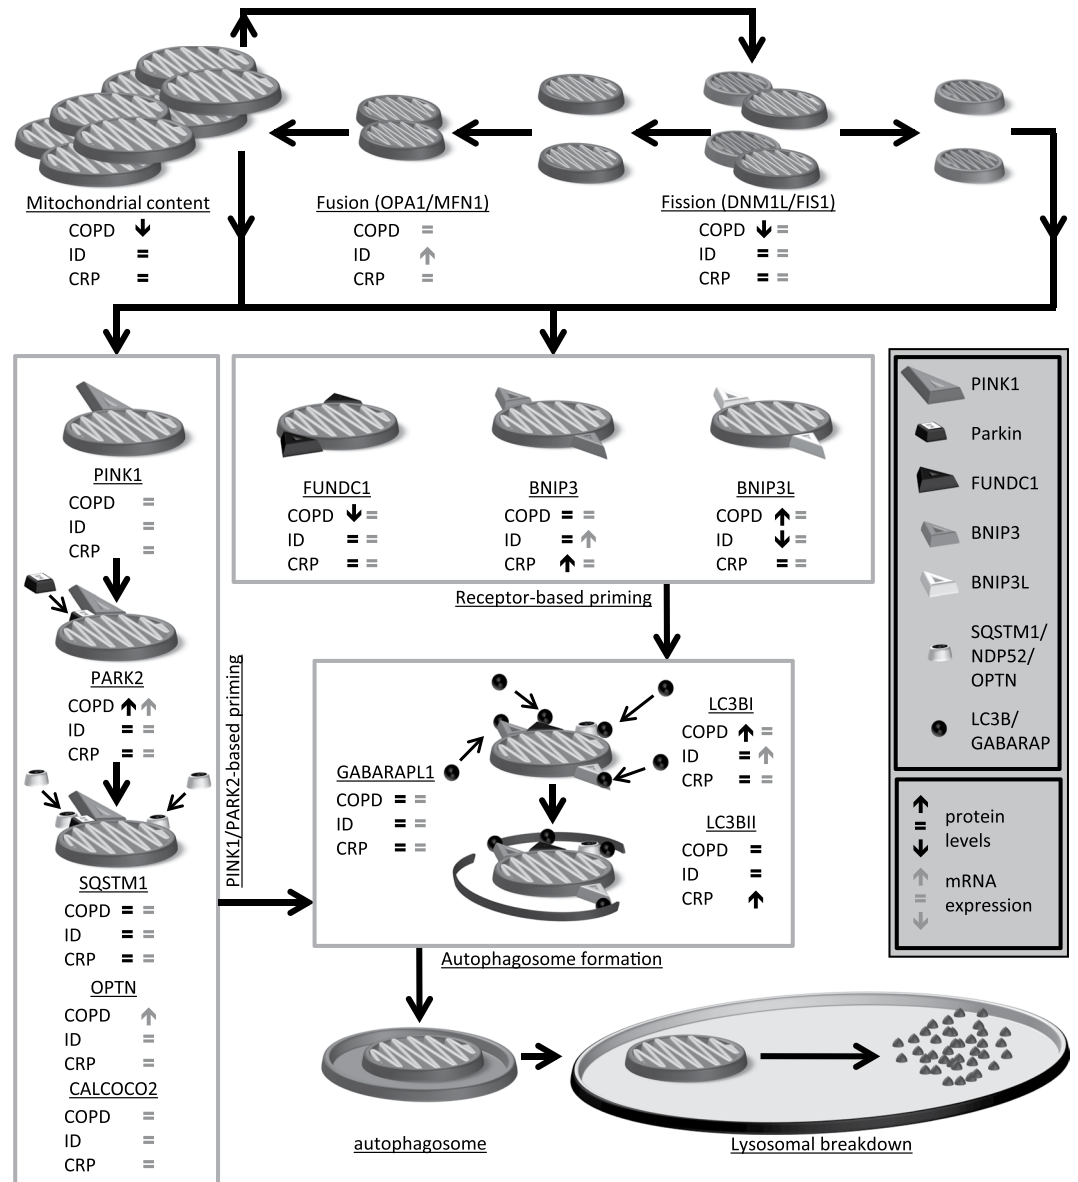 Mitochondrial content
COPD ↓
ID =
CRP =
Fusion (OPA1/MFN1)
COPD =
ID ↑
CRP =
Fission (DNM1L/FIS1)
COPD ↓ =
ID = =
CRP = =
PINK1
COPD =
ID =
CRP =
PARK2
COPD ↑ ↑
ID = =
CRP = =
SQSTM1
COPD = =
ID = =
CRP = =
OPTN
COPD ↑
ID =
CRP =
CALCOCO2
COPD =
ID =
CRP =
PINK1/PARK2-based priming
FUNDC1
COPD ↓ =
ID = =
CRP = =
BNIP3
COPD = =
ID = ↑
CRP ↑ =
BNIP3L
COPD ↑ =
ID ↓ =
CRP = =
Receptor-based priming
GABARAPL1
COPD = =
ID = =
CRP = =
LC3BI
COPD ↑ =
ID = ↑
CRP = =
LC3BII
COPD =
ID =
CRP ↑
Autophagosome formation
autophagosome
Lysosomal breakdown
PINK1
Parkin
FUNDC1
BNIP3
BNIP3L
SQSTM1/
NDP52/
OPTN
LC3B/
GABARAP
↑
= protein
↓ levels
↑ mRNA
= expression
↓